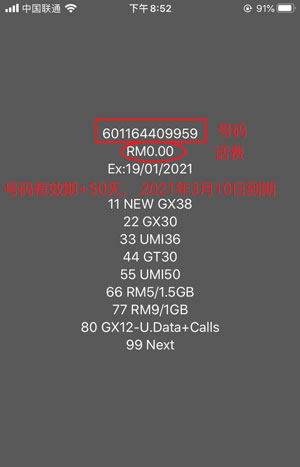 中国联通 下午8:52 91%
601164409959 号码
RM0.00 话费
Ex:19/01/2021
号码有效期+50天， 2021年3月10日到期
11 NEW GX38
22 GX30
33 UMI36
44 GT30
55 UMI50
66 RM5/1.5GB
77 RM9/1GB
80 GX12-U.Data+Calls
99 Next